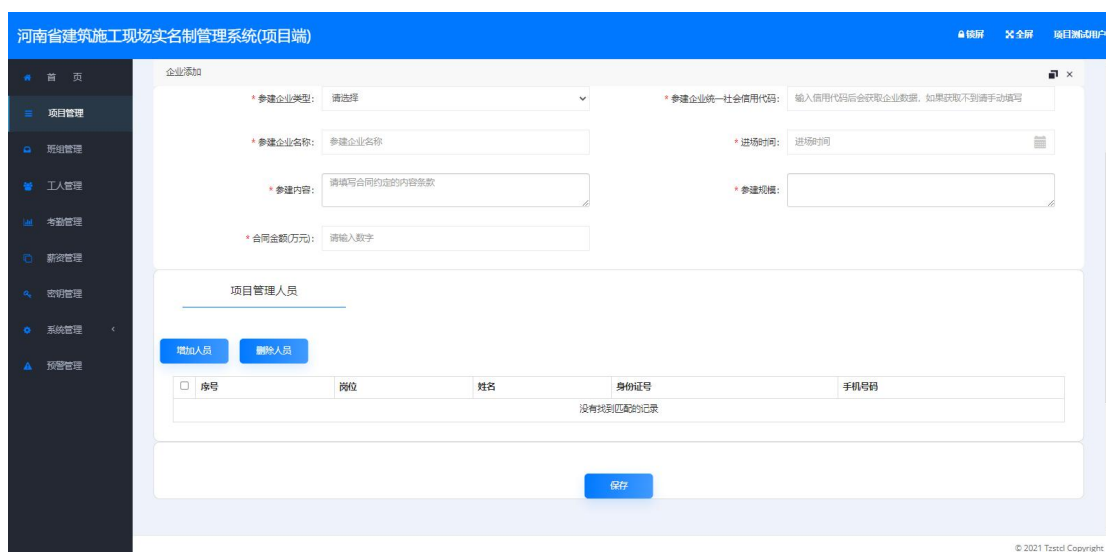 河南省建筑施工现场实名制管理系统(项目端)
锁屏 全屏 项目测试用户
首 页
项目管理
班组管理
工人管理
考勤管理
薪资管理
密钥管理
系统管理
预警管理
企业添加
* 参建企业类型： 请选择
* 参建企业统一社会信用代码： 输入信用代码后会获取企业数据，如果获取不到请手动填写
* 参建企业名称： 参建企业名称
* 进场时间： 进场时间
* 参建内容： 请填写合同约定的内容条款
* 参建规模：
* 合同金额(万元)： 请输入数字
项目管理人员
增加人员 删除人员
序号 岗位 姓名 身份证号 手机号码
没有找到匹配的记录
保存
© 2021 Tzstcl Copyright